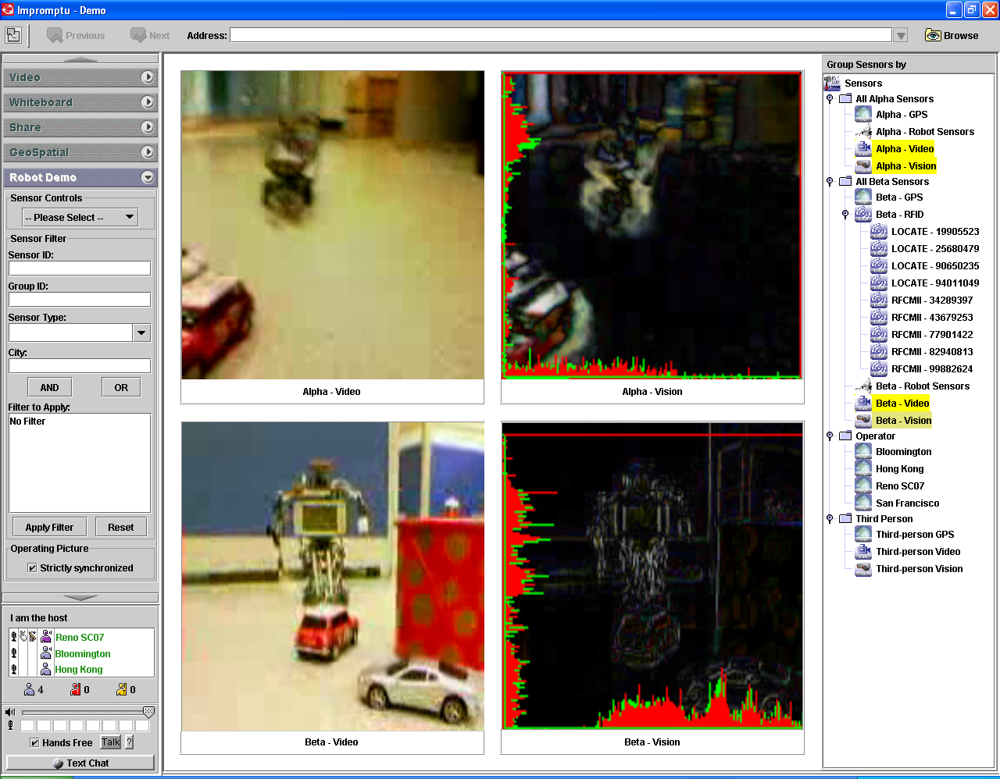 Impromptu - Demo
Previous
Next
Address:
Browse
Video
Whiteboard
Share
GeoSpatial
Robot Demo
Sensor Controls
-- Please Select --
Sensor Filter
Sensor ID:
Group ID:
Sensor Type:
City:
AND
OR
Filter to Apply:
No Filter
Apply Filter
Reset
Operating Picture
Strictly synchronized
I am the host
Reno SC07
Bloomington
Hong Kong
4
0
0
Hands Free
Talk
?
Text Chat
Alpha - Video
Alpha - Vision
Beta - Video
Beta - Vision
Group Sesnors by
Sensors
All Alpha Sensors
Alpha - GPS
Alpha - Robot Sensors
Alpha - Video
Alpha - Vision
All Beta Sensors
Beta - GPS
Beta - RFID
LOCATE - 19905523
LOCATE - 25680479
LOCATE - 90650235
LOCATE - 94011049
RFCMII - 34289397
RFCMII - 43679253
RFCMII - 77901422
RFCMII - 82940813
RFCMII - 99882624
Beta - Robot Sensors
Beta - Video
Beta - Vision
Operator
Bloomington
Hong Kong
Reno SC07
San Francisco
Third Person
Third-person GPS
Third-person Video
Third-person Vision